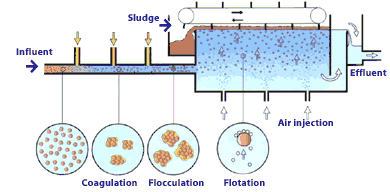 Sludge
Influent
Effluent
Air injection
Coagulation
Flocculation
Flotation